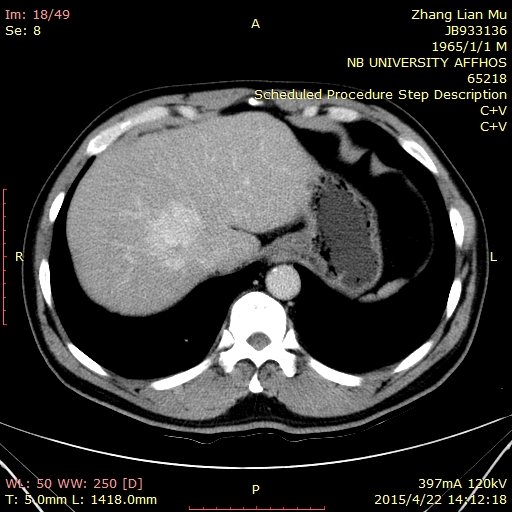 Im: 18/49
Se: 8
A
Zhang Lian Mu
JB933136
1965/1/1 M
NB UNIVERSITY AFFHOS
65218
Scheduled Procedure Step Description
C+V
C+V
R
L
WL: 50 WW: 250 [D]
T: 5.0mm L: 1418.0mm
P
397mA 120kV
2015/4/22 14:12:18